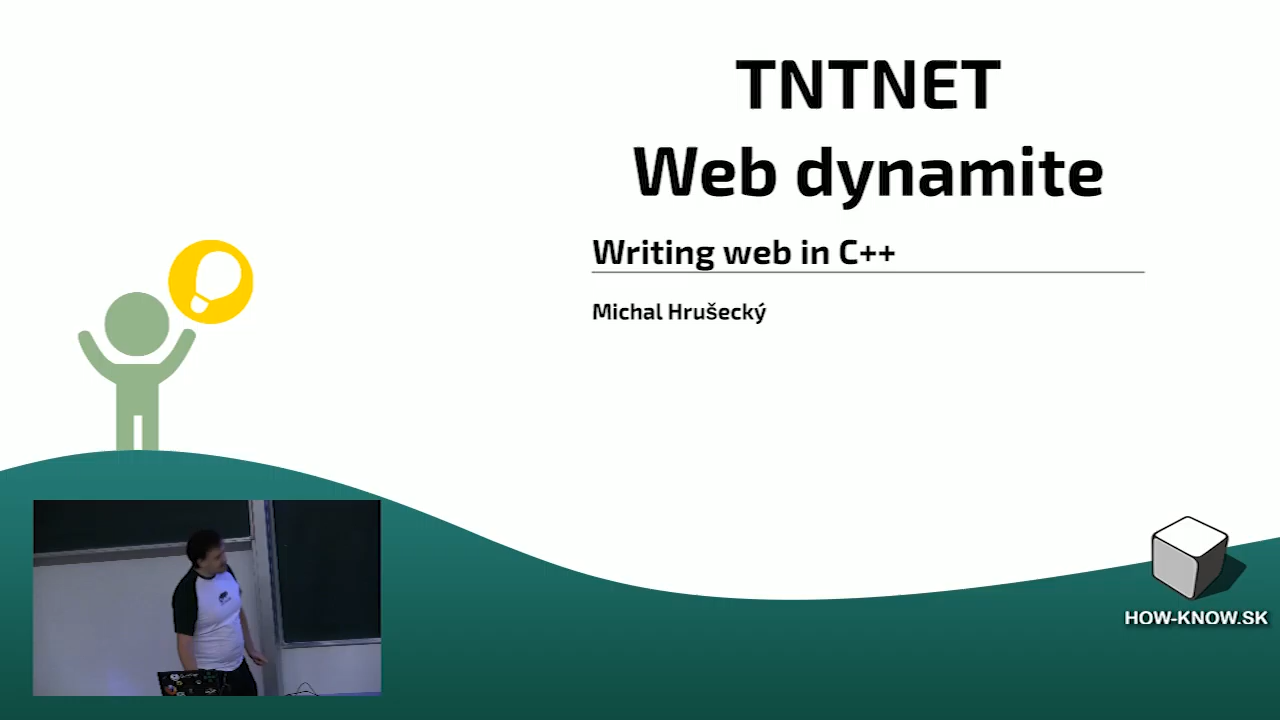 TNTNET
Web dynamite
Writing web in C++
Michal Hrušecký
HOW-KNOW.SK